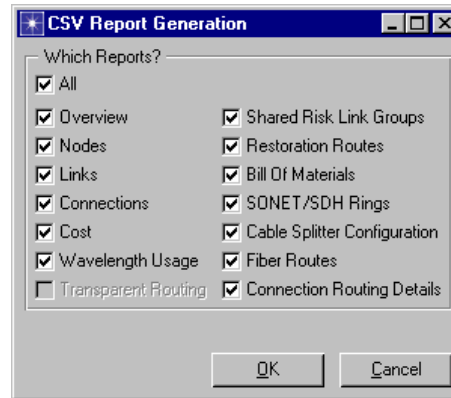 CSV Report Generation
Which Reports?
All
Overview
Nodes
Links
Connections
Cost
Wavelength Usage
Transparent Routing
Shared Risk Link Groups
Restoration Routes
Bill Of Materials
SONET/SDH Rings
Cable Splitter Configuration
Fiber Routes
Connection Routing Details
OK
Cancel